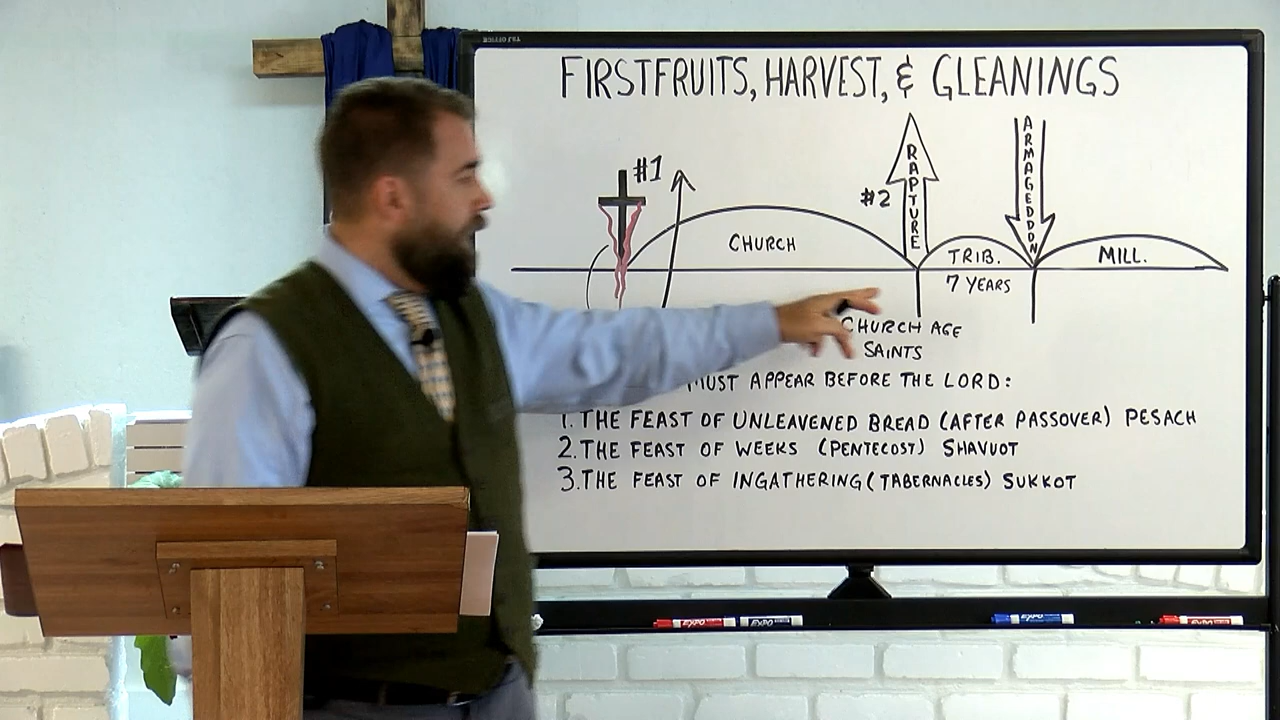 FIRSTFRUITS, HARVEST, & GLEANINGS
#1
CHURCH
#2
RAPTURE
ARMAGEDDON
TRIB.
7 YEARS
MILL.
CHURCH AGE
SAINTS
MUST APPEAR BEFORE THE LORD:
1. THE FEAST OF UNLEAVENED BREAD (AFTER PASSOVER) PESACH
2. THE FEAST OF WEEKS (PENTECOST) SHAVUOT
3. THE FEAST OF INGATHERING (TABERNACLES) SUKKOT
EXPO
EXPO
EXPO
EXPO